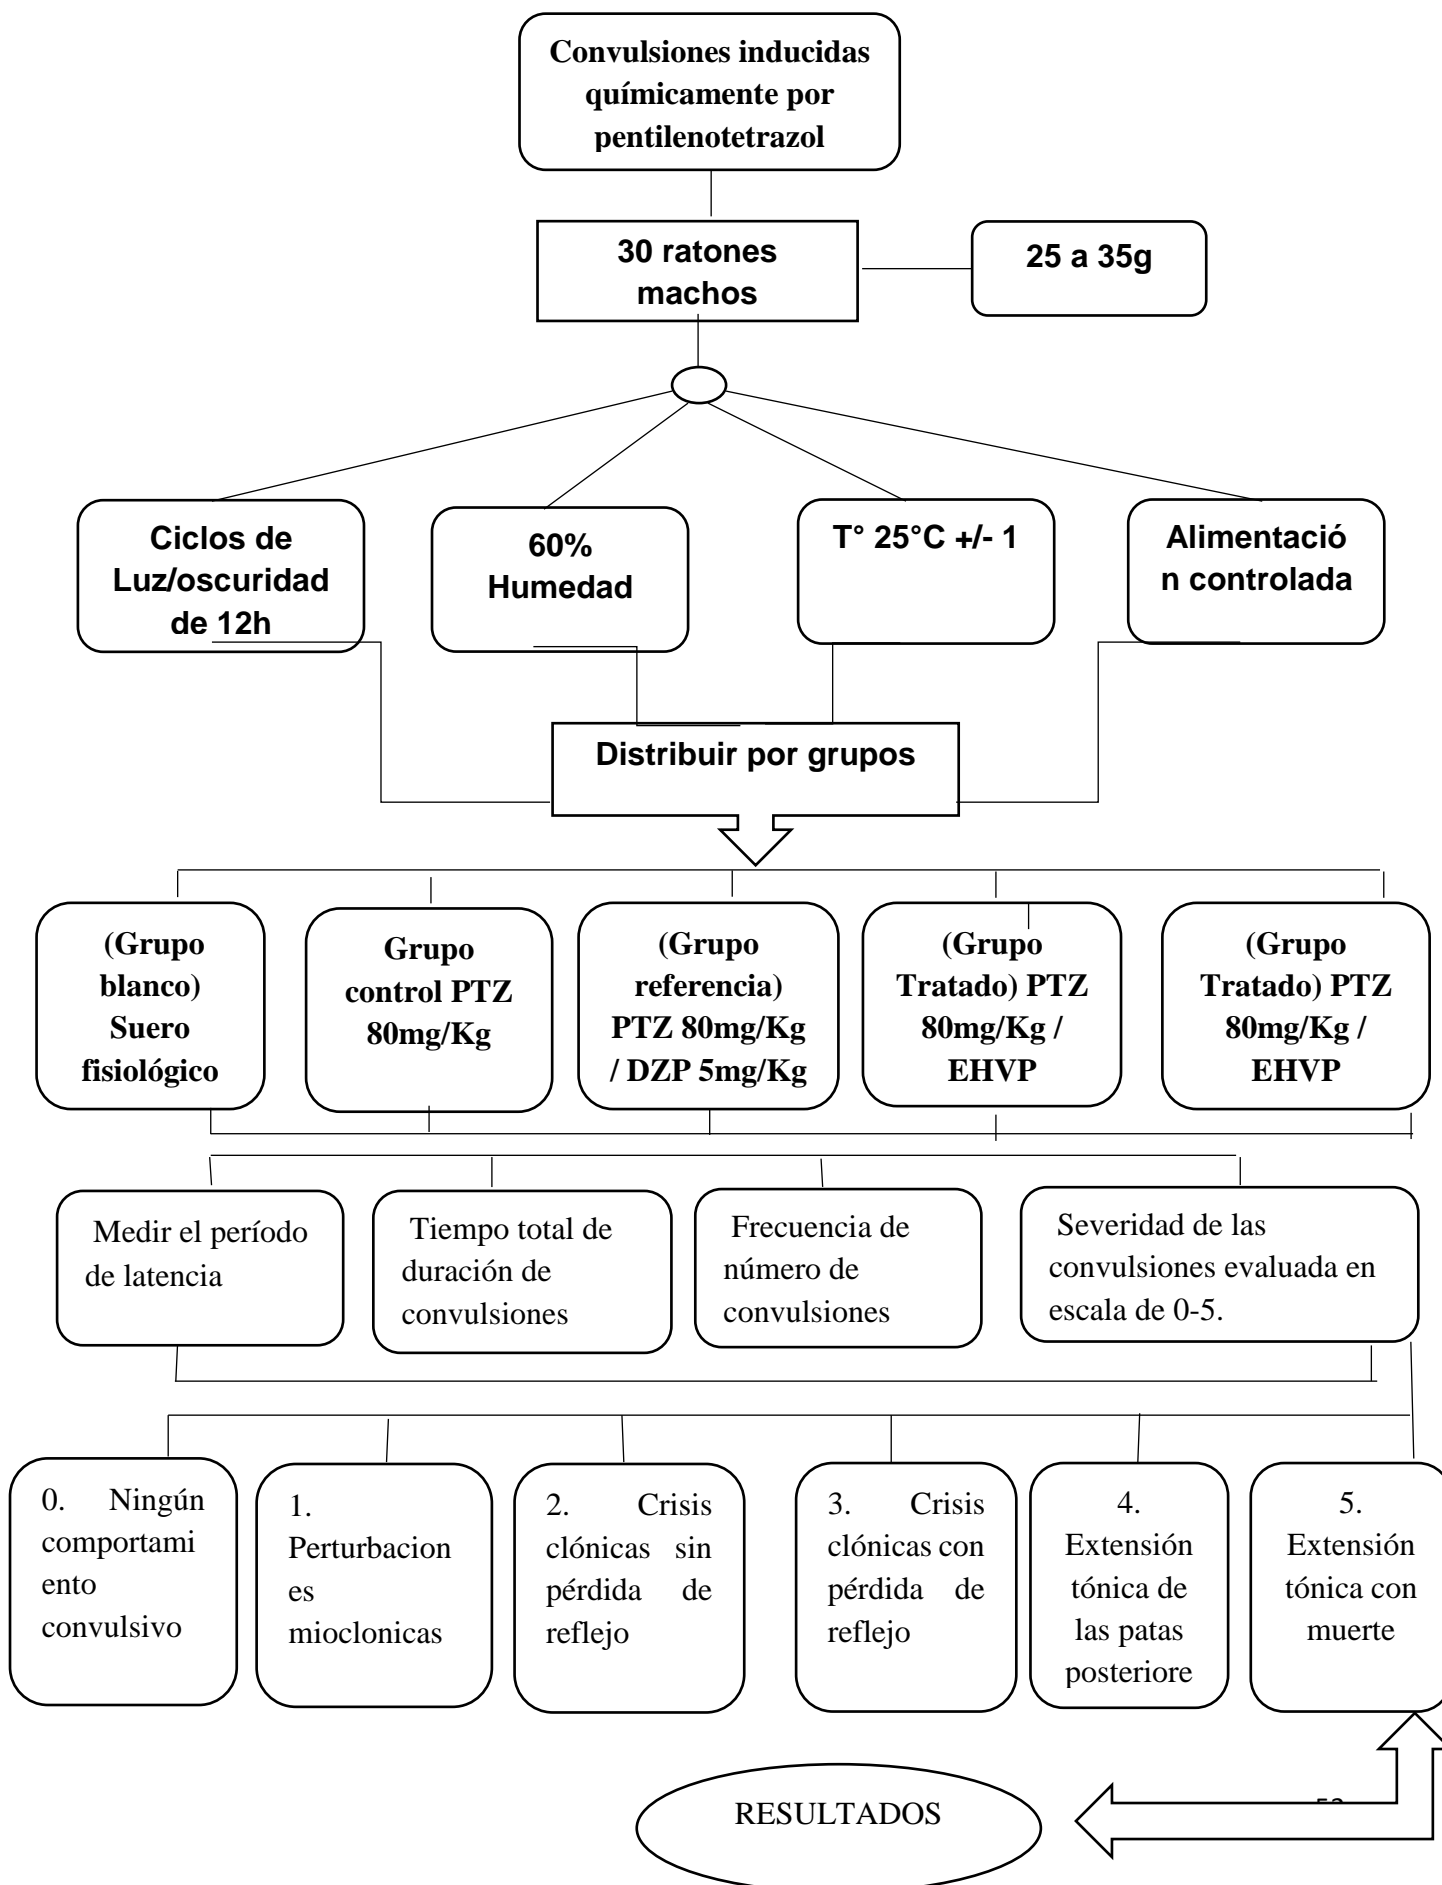 Convulsiones inducidas
químicamente por
pentilenotetrazol
30 ratones
machos
25 a 35g
Ciclos de
Luz/oscuridad
de 12h
60%
Humedad
T° 25°C +/- 1
Alimentació
n controlada
Distribuir por grupos
(Grupo
blanco)
Suero
fisiológico
Grupo
control PTZ
80mg/Kg
(Grupo
referencia)
PTZ 80mg/Kg
/ DZP 5mg/Kg
(Grupo
Tratado) PTZ
80mg/Kg /
EHVP
(Grupo
Tratado) PTZ
80mg/Kg /
EHVP
Medir el período
de latencia
Tiempo total de
duración de
convulsiones
Frecuencia de
número de
convulsiones
Severidad de las
convulsiones evaluada en
escala de 0-5.
0. Ningún
comportami
ento
convulsivo
1.
Perturbacion
es
mioclonicas
2. Crisis
clónicas sin
pérdida de
reflejo
3. Crisis
clónicas con
pérdida de
reflejo
4.
Extensión
tónica de
las patas
posteriore
5.
Extensión
tónica con
muerte
RESULTADOS